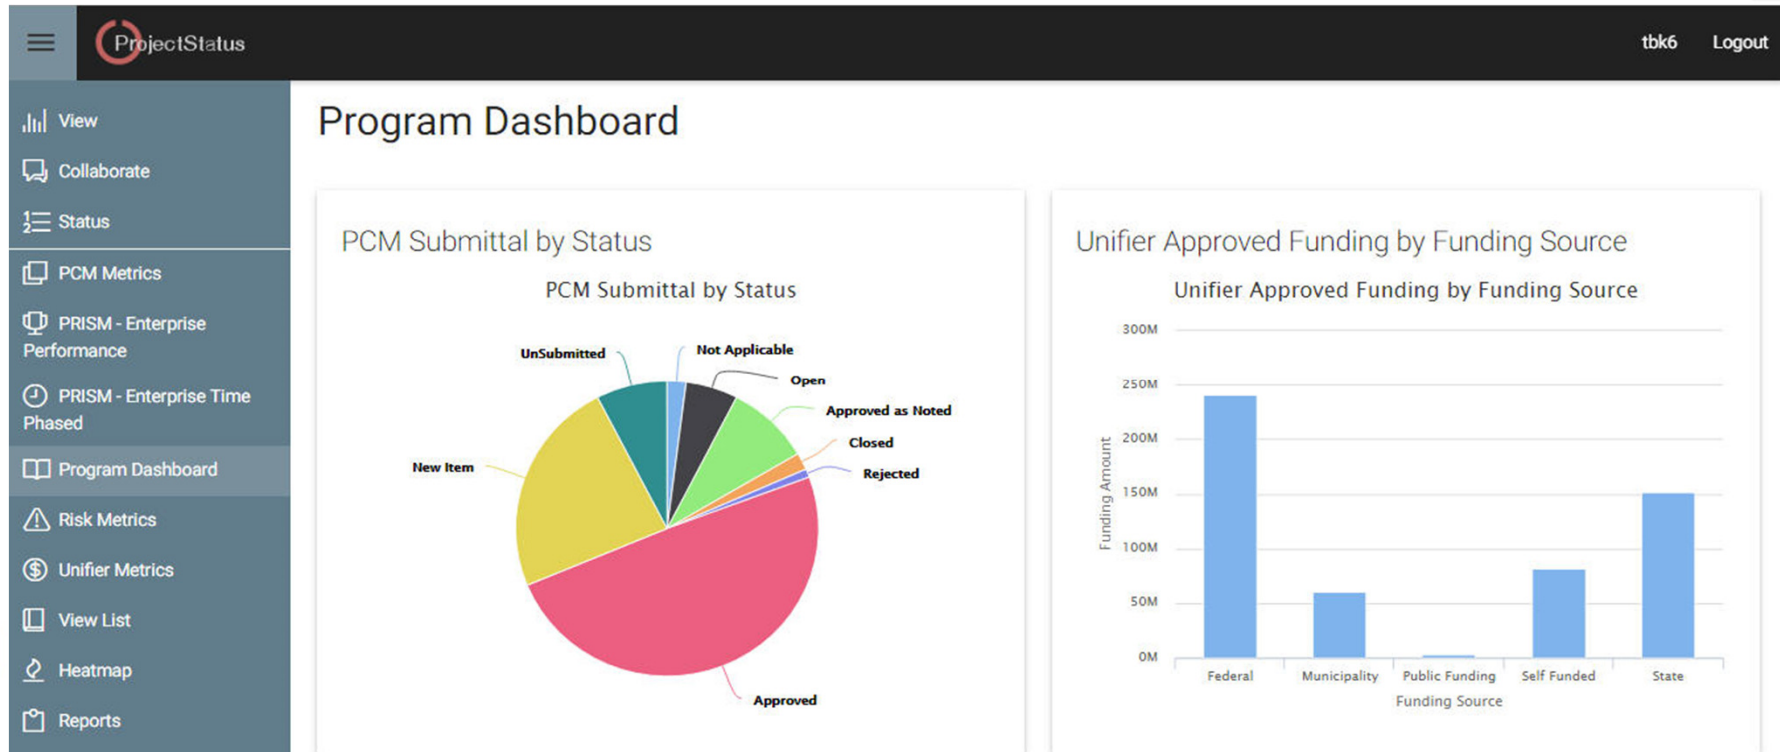 ProjectStatus
tbk6
Logout
View
Collaborate
Status
PCM Metrics
PRISM - Enterprise
Performance
PRISM - Enterprise Time
Phased
Program Dashboard
Risk Metrics
Unifier Metrics
View List
Heatmap
Reports
Program Dashboard
PCM Submittal by Status
PCM Submittal by Status
UnSubmitted
Not Applicable
Open
Approved as Noted
Closed
Rejected
New Item
Approved
Unifier Approved Funding by Funding Source
Unifier Approved Funding by Funding Source
300M
250M
200M
150M
100M
50M
0M
Funding Amount
Federal
Municipality
Public Funding
Self Funded
State
Funding Source